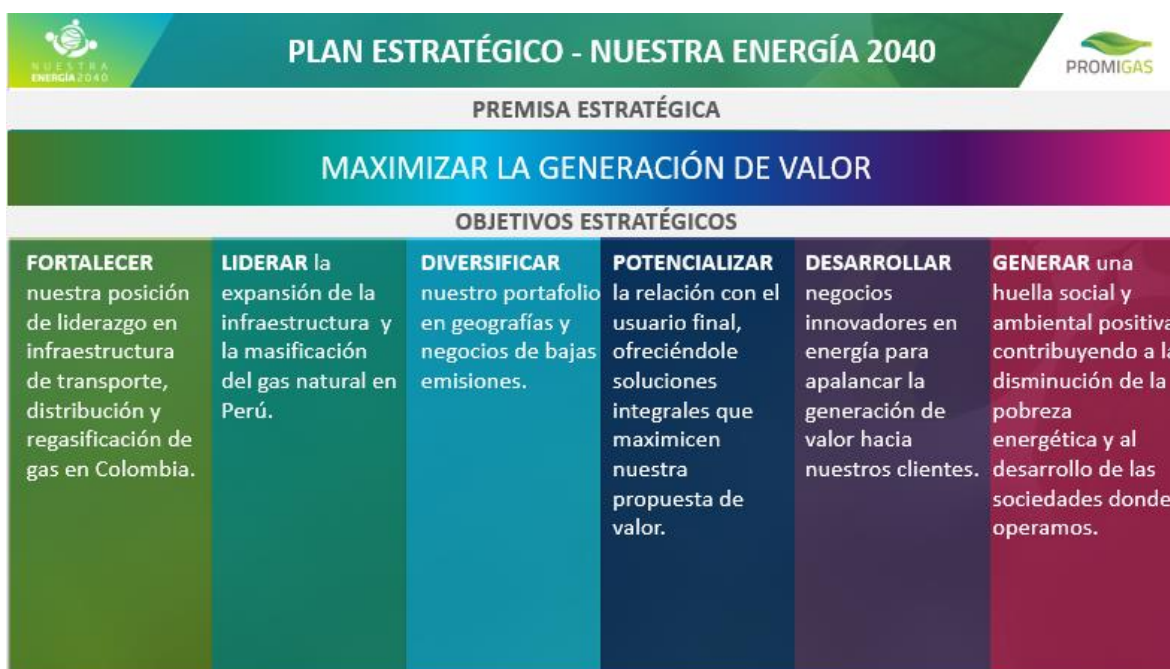 NUESTRA
ENERGÍA 2040
PLAN ESTRATÉGICO - NUESTRA ENERGÍA 2040
PROMIGAS
PREMISA ESTRATÉGICA
MAXIMIZAR LA GENERACIÓN DE VALOR
OBJETIVOS ESTRATÉGICOS
FORTALECER
nuestra posición
de liderazgo en
infraestructura
de transporte,
distribución y
regasificación de
gas en Colombia.
LIDERAR la
expansión de la
infraestructura y
la masificación
del gas natural en
Perú.
DIVERSIFICAR
nuestro portafolio
en geografías y
negocios de bajas
emisiones.
POTENCIALIZAR
la relación con el
usuario final,
ofreciéndole
soluciones
integrales que
maximicen
nuestra
propuesta de
valor.
DESARROLLAR
negocios
innovadores en
energía para
apalancar la
generación de
valor hacia
nuestros clientes.
GENERAR una
huella social y
ambiental positiva
contribuyendo a la
disminución de la
pobreza
energética y al
desarrollo de las
sociedades donde
operamos.